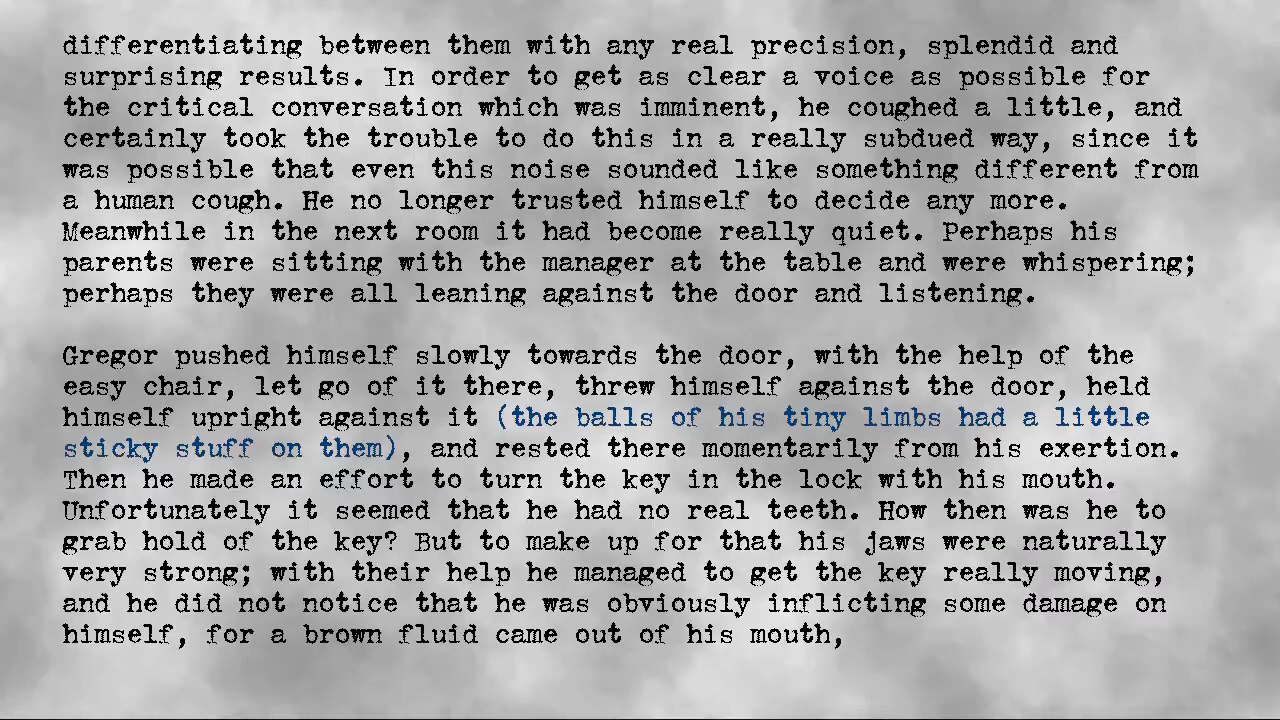 differentiating between them with any real precision, splendid and
surprising results. In order to get as clear a voice as possible for
the critical conversation which was imminent, he coughed a little, and
certainly took the trouble to do this in a really subdued way, since it
was possible that even this noise sounded like something different from
a human cough. He no longer trusted himself to decide any more.
Meanwhile in the next room it had become really quiet. Perhaps his
parents were sitting with the manager at the table and were whispering;
perhaps they were all leaning against the door and listening.
Gregor pushed himself slowly towards the door, with the help of the
easy chair, let go of it there, threw himself against the door, held
himself upright against it (the balls of his tiny limbs had a little
sticky stuff on them), and rested there momentarily from his exertion.
Then he made an effort to turn the key in the lock with his mouth.
Unfortunately it seemed that he had no real teeth. How then was he to
grab hold of the key? But to make up for that his jaws were naturally
very strong; with their help he managed to get the key really moving,
and he did not notice that he was obviously inflicting some damage on
himself, for a brown fluid came out of his mouth,